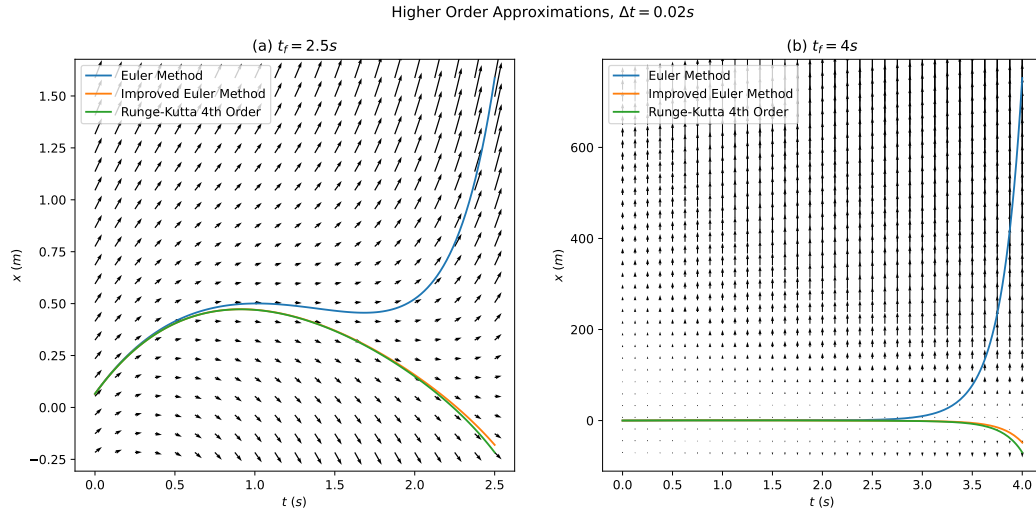 Higher Order Approximations, Δt = 0.02s
(a) t_f = 2.5s
Euler Method
Improved Euler Method
Runge-Kutta 4th Order
1.50
1.25
1.00
0.75
0.50
0.25
0.00
−0.25
x (m)
0.0 0.5 1.0 1.5 2.0 2.5
t (s)
(b) t_f = 4s
Euler Method
Improved Euler Method
Runge-Kutta 4th Order
600
400
200
0
x (m)
0.0 0.5 1.0 1.5 2.0 2.5 3.0 3.5 4.0
t (s)